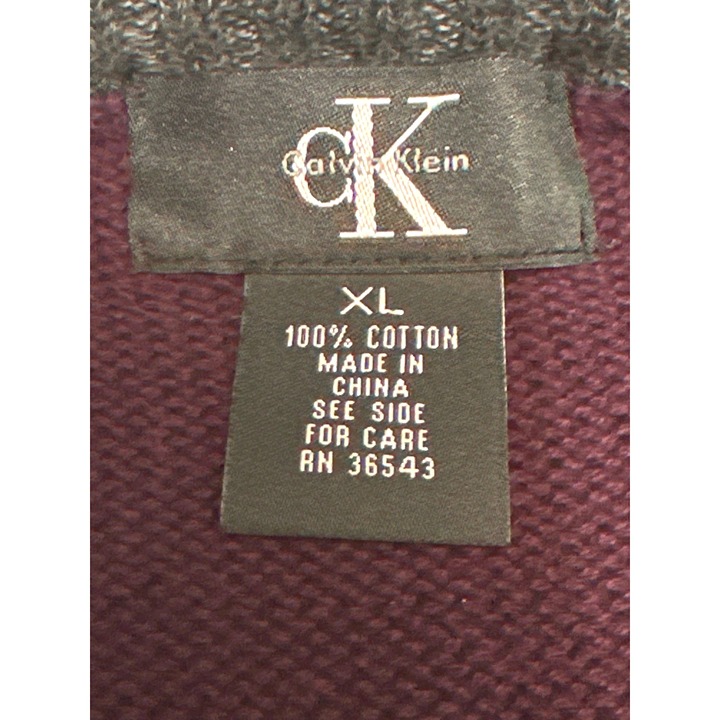 CK
Calvin Klein
XL
100% COTTON
MADE IN
CHINA
SEE SIDE
FOR CARE
RN 36543